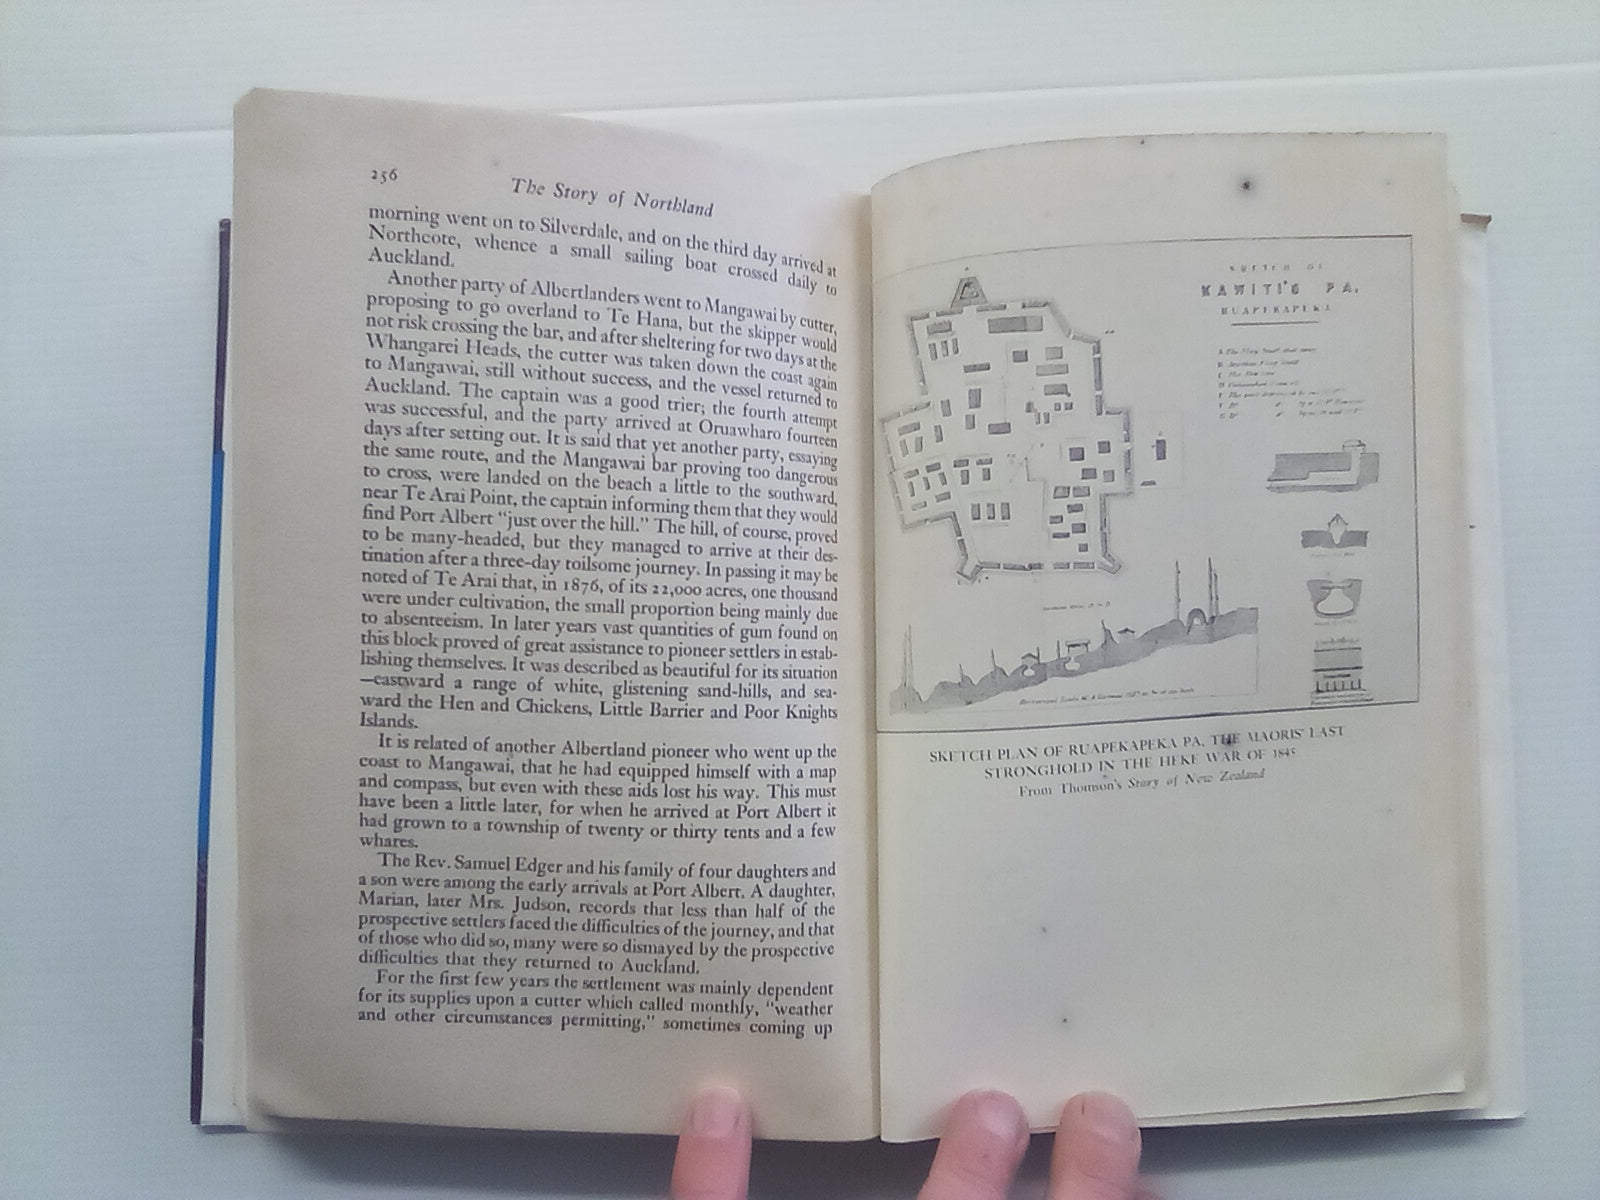 256
The Story of Northland
morning went on to Silverdale, and on the third day arrived at
Northcote, whence a small sailing boat crossed daily to
Auckland.
Another party of Albertlanders went to Mangawai by cutter,
proposing to go overland to Te Hana, but the skipper would
not risk crossing the bar, and after sheltering for two days at the
Whangarei Heads, the cutter was taken down the coast again
to Mangawai, still without success, and the vessel returned to
Auckland. The captain was a good trier; the fourth attempt
was successful, and the party arrived at Oruawharo fourteen
days after setting out. It is said that yet another party, essaying
the same route, and the Mangawai bar proving too dangerous
to cross, were landed on the beach a little to the southward,
near Te Arai Point, the captain informing them that they would
find Port Albert "just over the hill." The hill, of course, proved
to be many-headed, but they managed to arrive at their des-
tination after a three-day toilsome journey. In passing it may be
noted of Te Arai that, in 1876, of its 22,000 acres, one thousand
were under cultivation, the small proportion being mainly due
to absenteeism. In later years vast quantities of gum found on
this block proved of great assistance to pioneer settlers in estab-
lishing themselves. It was described as beautiful for its situation
—eastward a range of white, glistening sand-hills, and sea-
ward the Hen and Chickens, Little Barrier and Poor Knights
Islands.
It is related of another Albertland pioneer who went up the
coast to Mangawai, that he had equipped himself with a map
and compass, but even with these aids lost his way. This must
have been a little later, for when he arrived at Port Albert it
had grown to a township of twenty or thirty tents and a few
whares.
The Rev. Samuel Edger and his family of four daughters and
a son were among the early arrivals at Port Albert. A daughter,
Marian, later Mrs. Judson, records that less than half of the
prospective settlers faced the difficulties of the journey, and that
of those who did so, many were so dismayed by the prospective
difficulties that they returned to Auckland.
For the first few years the settlement was mainly dependent
for its supplies upon a cutter which called monthly, "weather
and other circumstances permitting," sometimes coming up
SKETCH OF
KAWITI'S PA.
RUAPEKAPEKA
SKETCH PLAN OF RUAPEKAPEKA PA, THE MAORIS' LAST
STRONGHOLD IN THE HEKE WAR OF 1845
From Thomson's Story of New Zealand